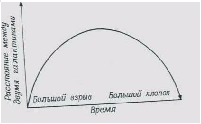 Расстояние между
двумя галактиками
Большой взрыв
Большой хлопок
Время